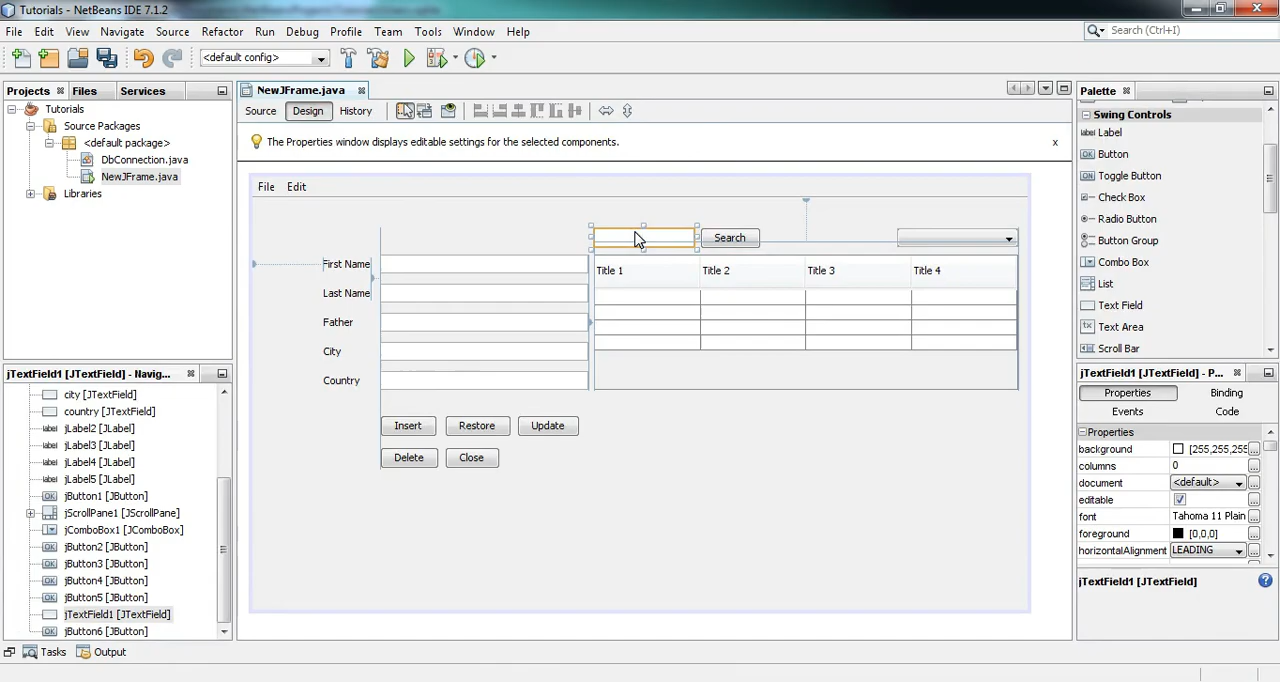 Tutorials - NetBeans IDE 7.1.2
File Edit View Navigate Source Refactor Run Debug Profile Team Tools Window Help
Search (Ctrl+I)
<default config>
Projects Files Services
Tutorials
Source Packages
<default package>
DbConnection.java
NewJFrame.java
Libraries
NewJFrame.java
Source Design History
The Properties window displays editable settings for the selected components.
x
File Edit
Search
First Name
Last Name
Father
City
Country
Title 1 Title 2 Title 3 Title 4
Insert Restore Update
Delete Close
Palette
Swing Controls
Label
Button
Toggle Button
Check Box
Radio Button
Button Group
Combo Box
List
Text Field
Text Area
Scroll Bar
jTextField1 [JTextField] - Navig...
city [JTextField]
country [JTextField]
jLabel2 [JLabel]
jLabel3 [JLabel]
jLabel4 [JLabel]
jLabel5 [JLabel]
jButton1 [JButton]
jScrollPane1 [JScrollPane]
jComboBox1 [JComboBox]
jButton2 [JButton]
jButton3 [JButton]
jButton4 [JButton]
jButton5 [JButton]
jTextField1 [JTextField]
jButton6 [JButton]
jTextField1 [JTextField] - P...
Properties Binding
Events Code
Properties
background [255,255,255
columns 0
document <default>
editable
font Tahoma 11 Plain
foreground [0,0,0]
horizontalAlignment LEADING
jTextField1 [JTextField]
Tasks Output